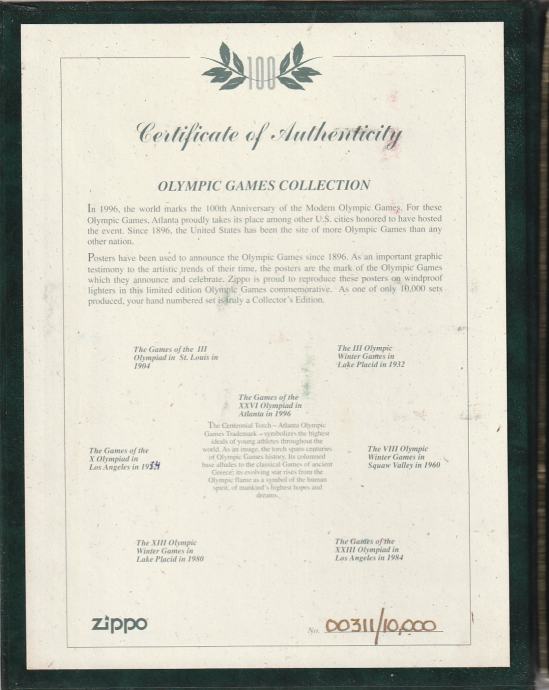 100
Certificate of Authenticity
OLYMPIC GAMES COLLECTION
In 1996, the world marks the 100th Anniversary of the Modern Olympic Games. For these
Olympic Games, Atlanta proudly takes its place among other U.S. cities honored to have hosted
the event. Since 1896, the United States has been the site of more Olympic Games than any
other nation.
Posters have been used to announce the Olympic Games since 1896. As an important graphic
testimony to the artistic trends of their time, the posters are the mark of the Olympic Games
which they announce and celebrate. Zippo is proud to reproduce these posters on windproof
lighters in this limited edition Olympic Games commemorative. As one of only 10,000 sets
produced, your hand numbered set is truly a Collector's Edition.
The Games of the III
Olympiad in St. Louis in
1904
The III Olympic
Winter Games in
Lake Placid in 1932
The Games of the
XXVI Olympiad in
Atlanta in 1996
The Centennial Torch – Atlanta Olympic
Games Trademark – symbolizes the highest
ideals of young athletes throughout the
world. As an image, the torch spans centuries
of Olympic Games history. Its columned
base alludes to the classical Games of ancient
Greece; its evolving star rises from the
Olympic flame as a symbol of the human
spirit, of mankind's highest hopes and
dreams.
The Games of the
X Olympiad in
Los Angeles in
The VIII Olympic
Winter Games in
Squaw Valley in 1960
The XIII Olympic
Winter Games in
Lake Placid in 1980
The Games of the
XXIII Olympiad in
Los Angeles in 1984
zippo
No. 00311/10,000